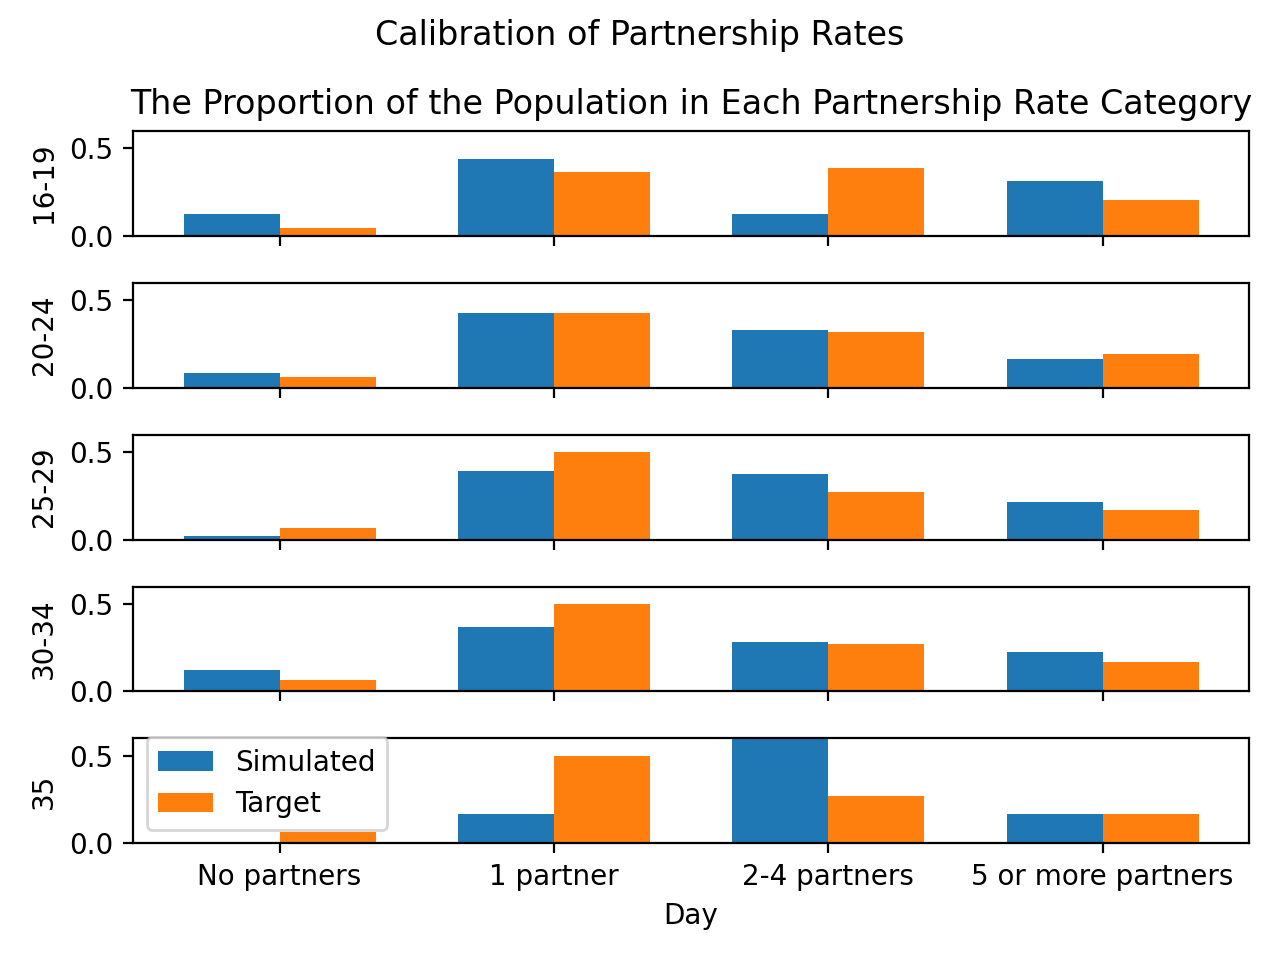 Calibration of Partnership Rates
The Proportion of the Population in Each Partnership Rate Category
0.5
0.0
16-19
0.5
0.0
20-24
0.5
0.0
25-29
0.5
0.0
30-34
0.5
0.0
35
Simulated
Target
No partners
1 partner
2-4 partners
5 or more partners
Day